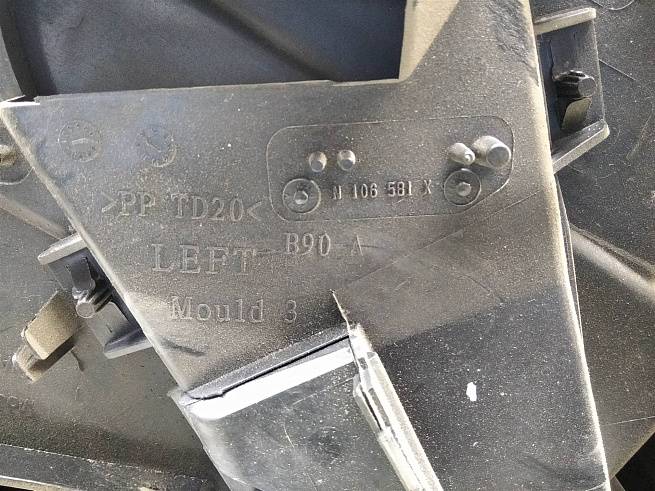 N 106 581 X
>PP TD20<
B90-A
LEFT
Mould 3